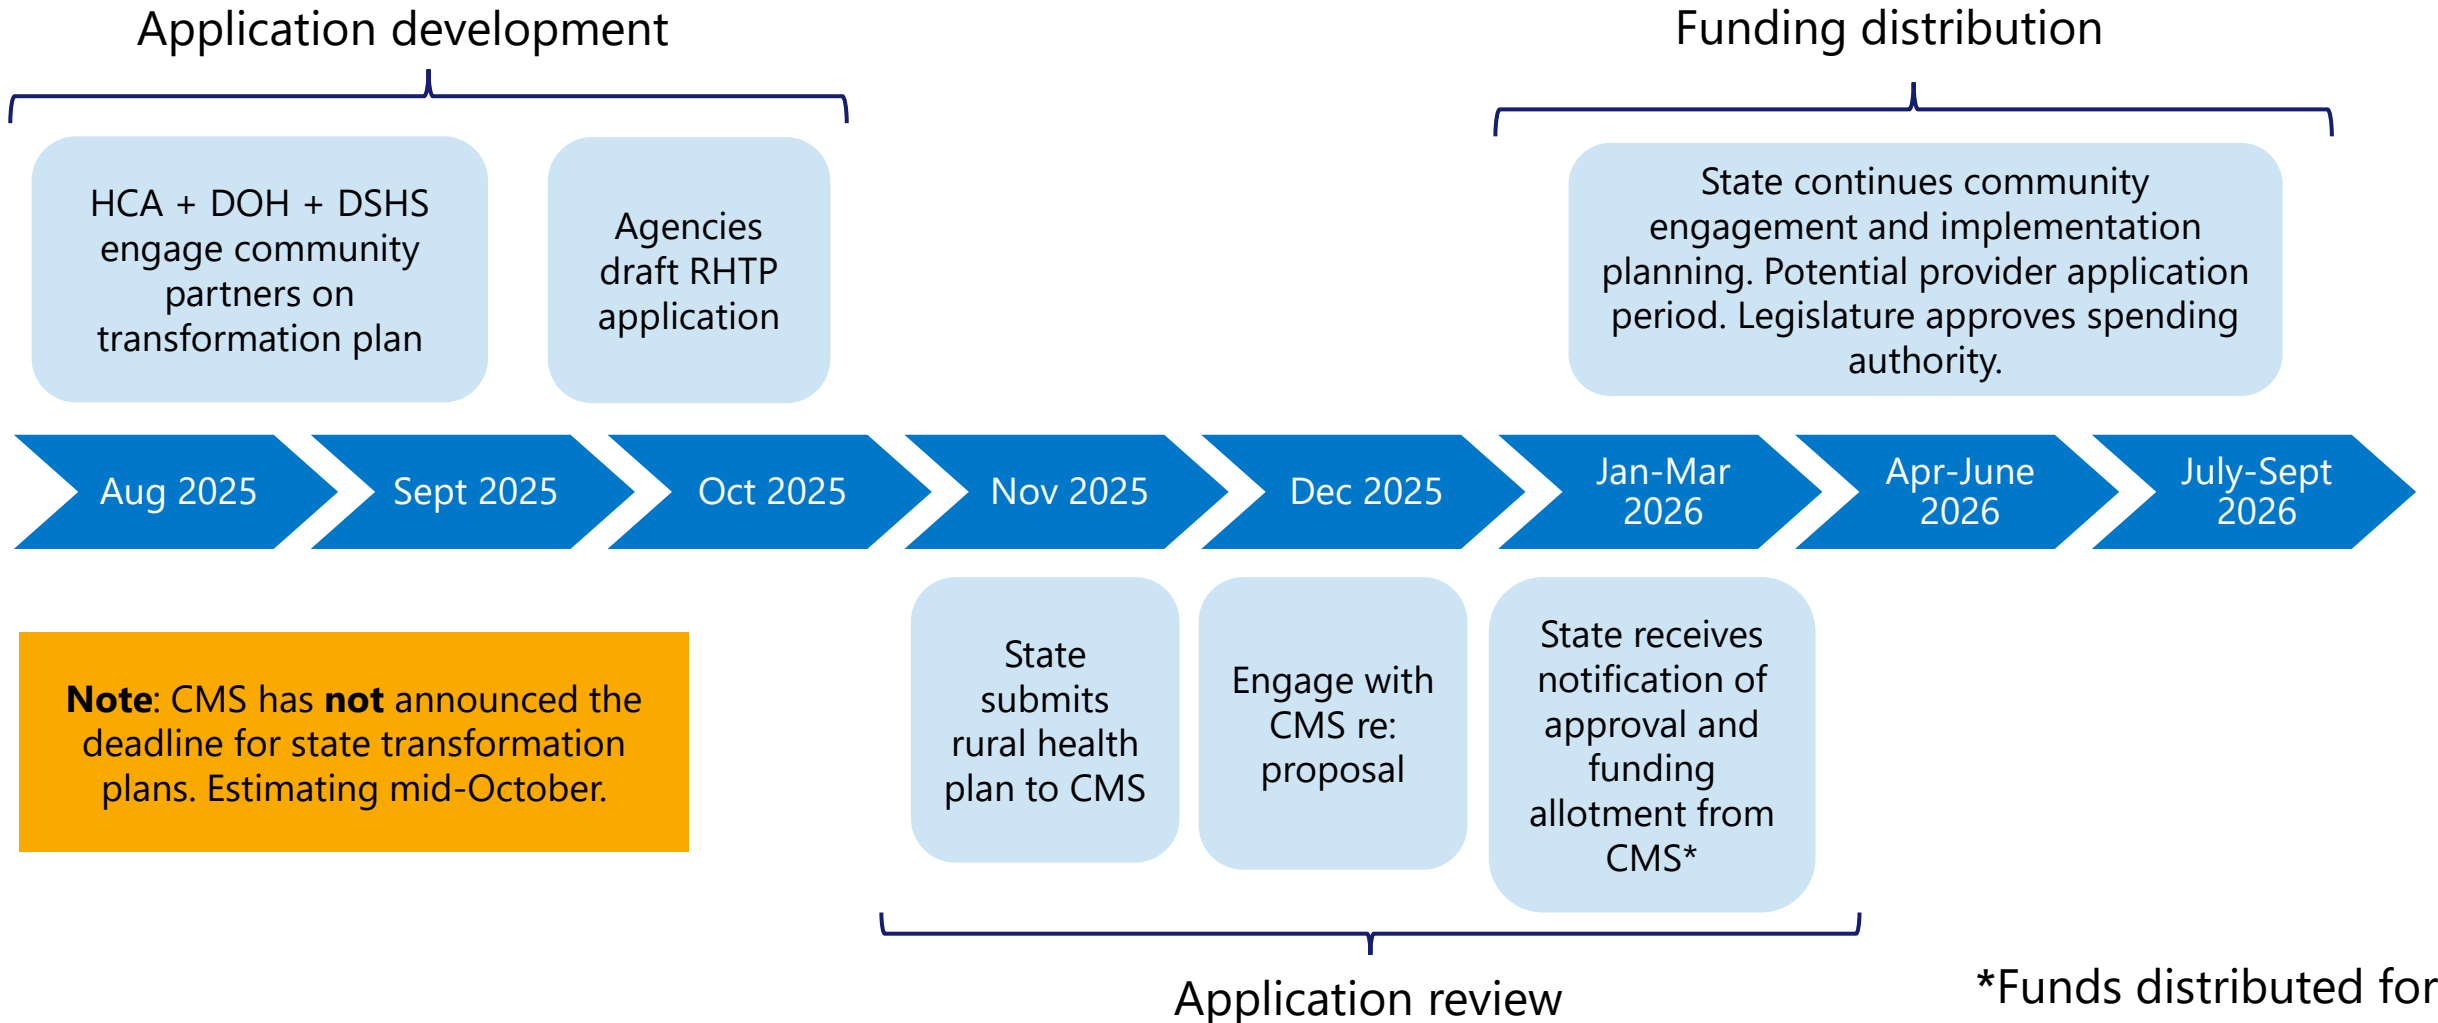 Application development
Funding distribution
HCA + DOH + DSHS
engage community
partners on
transformation plan
Agencies
draft RHTP
application
State continues community
engagement and implementation
planning. Potential provider application
period. Legislature approves spending
authority.
Aug 2025
Sept 2025
Oct 2025
Nov 2025
Dec 2025
Jan-Mar
2026
Apr-June
2026
July-Sept
2026
Note: CMS has not announced the
deadline for state transformation
plans. Estimating mid-October.
State
submits
rural health
plan to CMS
Engage with
CMS re:
proposal
State receives
notification of
approval and
funding
allotment from
CMS*
Application review
*Funds distributed for